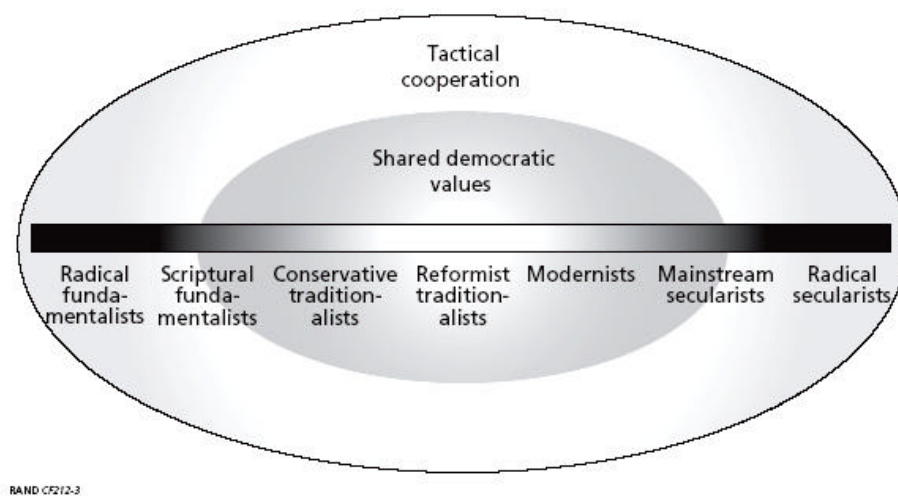 Tactical
cooperation
Shared democratic
values
Radical
funda-
mentalists
Scriptural
funda-
mentalists
Conservative
tradition-
alists
Reformist
tradition-
alists
Modernists
Mainstream
secularists
Radical
secularists
RAND CF212-3